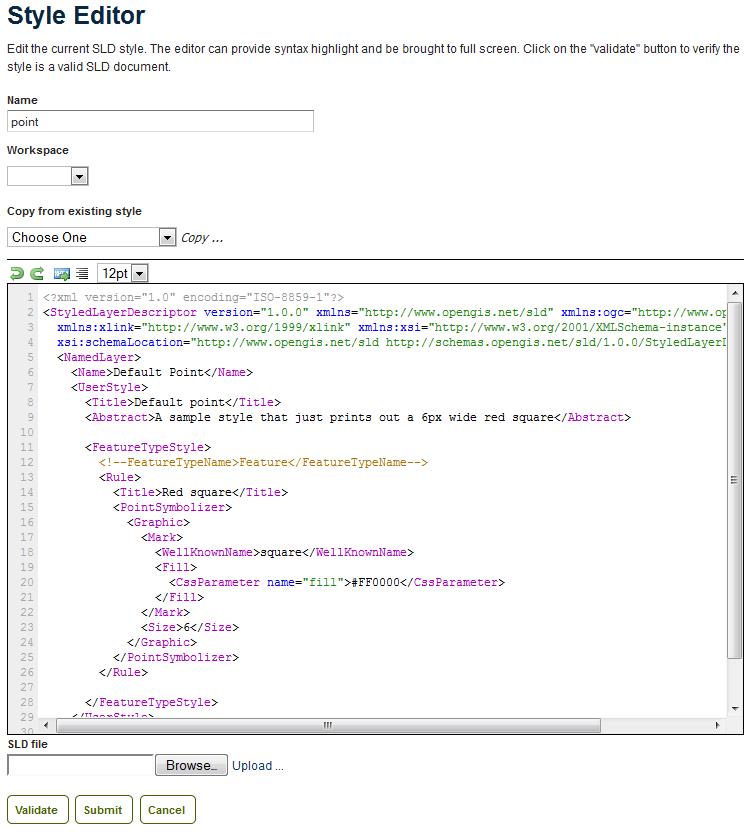 Style Editor
Edit the current SLD style. The editor can provide syntax highlight and be brought to full screen. Click on the "validate" button to verify the
style is a valid SLD document.
Name
point
Workspace
Copy from existing style
Choose One Copy ...
12pt
1 <?xml version="1.0" encoding="ISO-8859-1"?>
2 <StyledLayerDescriptor version="1.0.0" xmlns="http://www.opengis.net/sld" xmlns:ogc="http://www.op
3 xmlns:xlink="http://www.w3.org/1999/xlink" xmlns:xsi="http://www.w3.org/2001/XMLSchema-instance"
4 xsi:schemaLocation="http://www.opengis.net/sld http://schemas.opengis.net/sld/1.0.0/StyledLayerD
5 <NamedLayer>
6 <Name>Default Point</Name>
7 <UserStyle>
8 <Title>Default point</Title>
9 <Abstract>A sample style that just prints out a 6px wide red square</Abstract>
10
11 <FeatureTypeStyle>
12 <!--FeatureTypeName>Feature</FeatureTypeName-->
13 <Rule>
14 <Title>Red square</Title>
15 <PointSymbolizer>
16 <Graphic>
17 <Mark>
18 <WellKnownName>square</WellKnownName>
19 <Fill>
20 <CssParameter name="fill">#FF0000</CssParameter>
21 </Fill>
22 </Mark>
23 <Size>6</Size>
24 </Graphic>
25 </PointSymbolizer>
26 </Rule>
27
28 </FeatureTypeStyle>
29 </UserStyle>
30
SLD file
Browse... Upload ...
Validate Submit Cancel